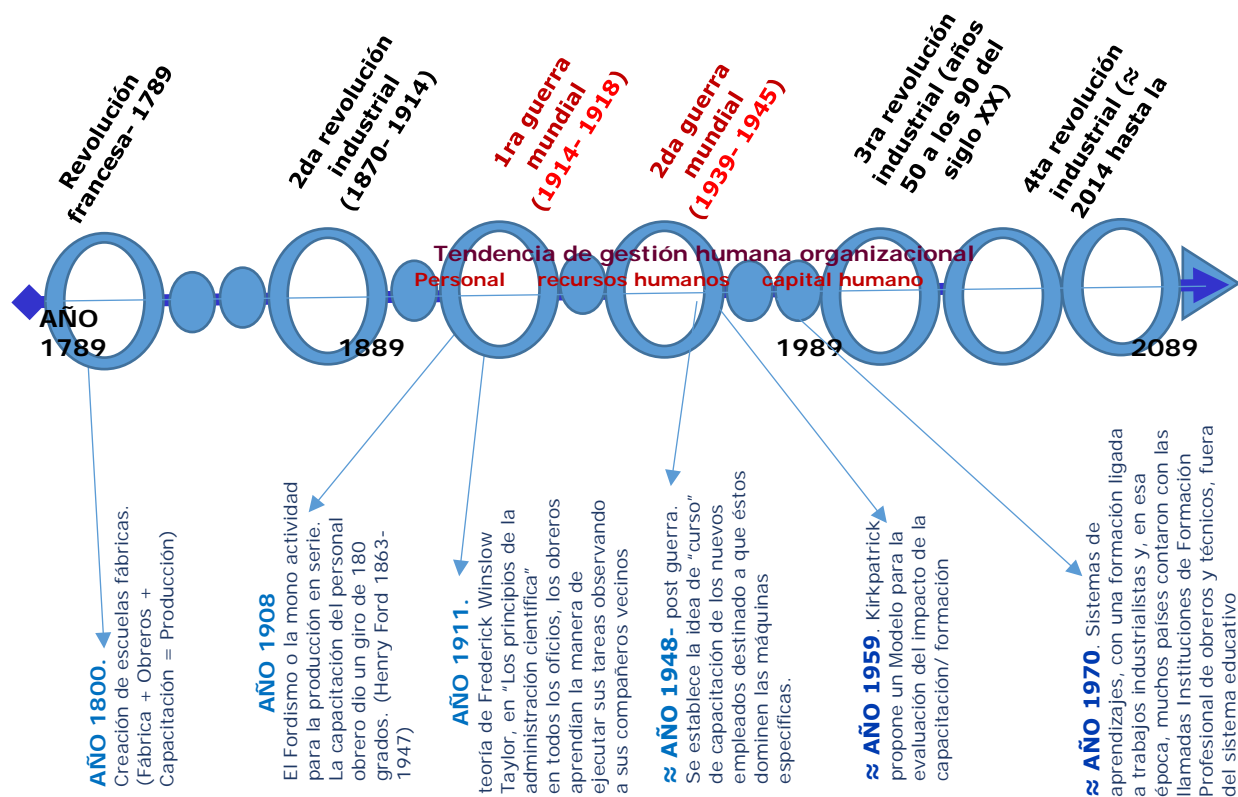 Revolución
francesa- 1789
2da revolución
industrial
(1870- 1914)
1ra guerra
mundial
(1914- 1918)
2da guerra
mundial
(1939- 1945)
3ra revolución
industrial (años
50 a los 90 del
siglo XX)
4ta revolución
industrial (≈
2014 hasta la
Tendencia de gestión humana organizacional
Personal recursos humanos capital humano
AÑO
1789
1889
1989
2089
AÑO 1800.
Creación de escuelas fábricas.
(Fábrica + Obreros +
Capacitación = Producción)
AÑO 1908
El Fordismo o la mono actividad
para la producción en serie.
La capacitación del personal
obrero dio un giro de 180
grados. (Henry Ford 1863-
1947)
AÑO 1911.
teoría de Frederick Winslow
Taylor, en "Los principios de la
administración científica"
en todos los oficios, los obreros
aprendían la manera de
ejecutar sus tareas observando
a sus compañeros vecinos
≈ AÑO 1948- post guerra.
Se establece la idea de "curso"
de capacitación de los nuevos
empleados destinado a que éstos
dominen las máquinas
específicas.
≈ AÑO 1959. Kirkpatrick
propone un Modelo para la
evaluación del impacto de la
capacitación/ formación
≈ AÑO 1970. Sistemas de
aprendizajes, con una formación ligada
a trabajos industrialistas y, en esa
época, muchos países contaron con las
llamadas Instituciones de Formación
Profesional de obreros y técnicos, fuera
del sistema educativo